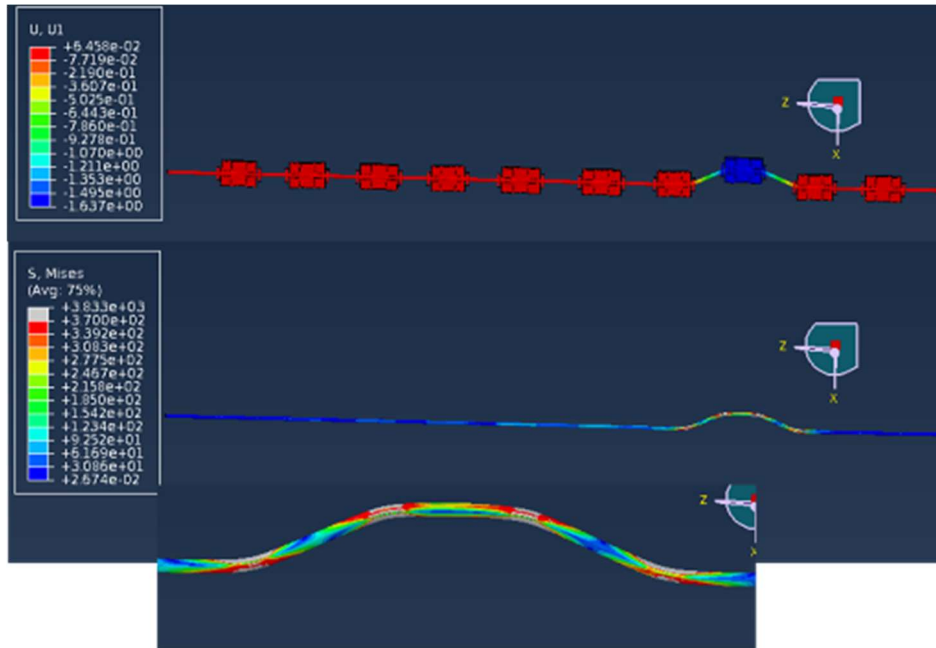 U, U1
+6.458e-02
-7.719e-02
-2.190e-01
-3.607e-01
-5.025e-01
-6.443e-01
-7.860e-01
-9.278e-01
-1.070e+00
-1.211e+00
-1.353e+00
-1.495e+00
-1.637e+00
Z
X
S, Mises
(Avg: 75%)
+3.833e+03
+3.700e+02
+3.392e+02
+3.083e+02
+2.775e+02
+2.467e+02
+2.158e+02
+1.850e+02
+1.542e+02
+1.234e+02
+9.252e+01
+6.169e+01
+3.086e+01
+2.674e-02
Z
X
Z
X